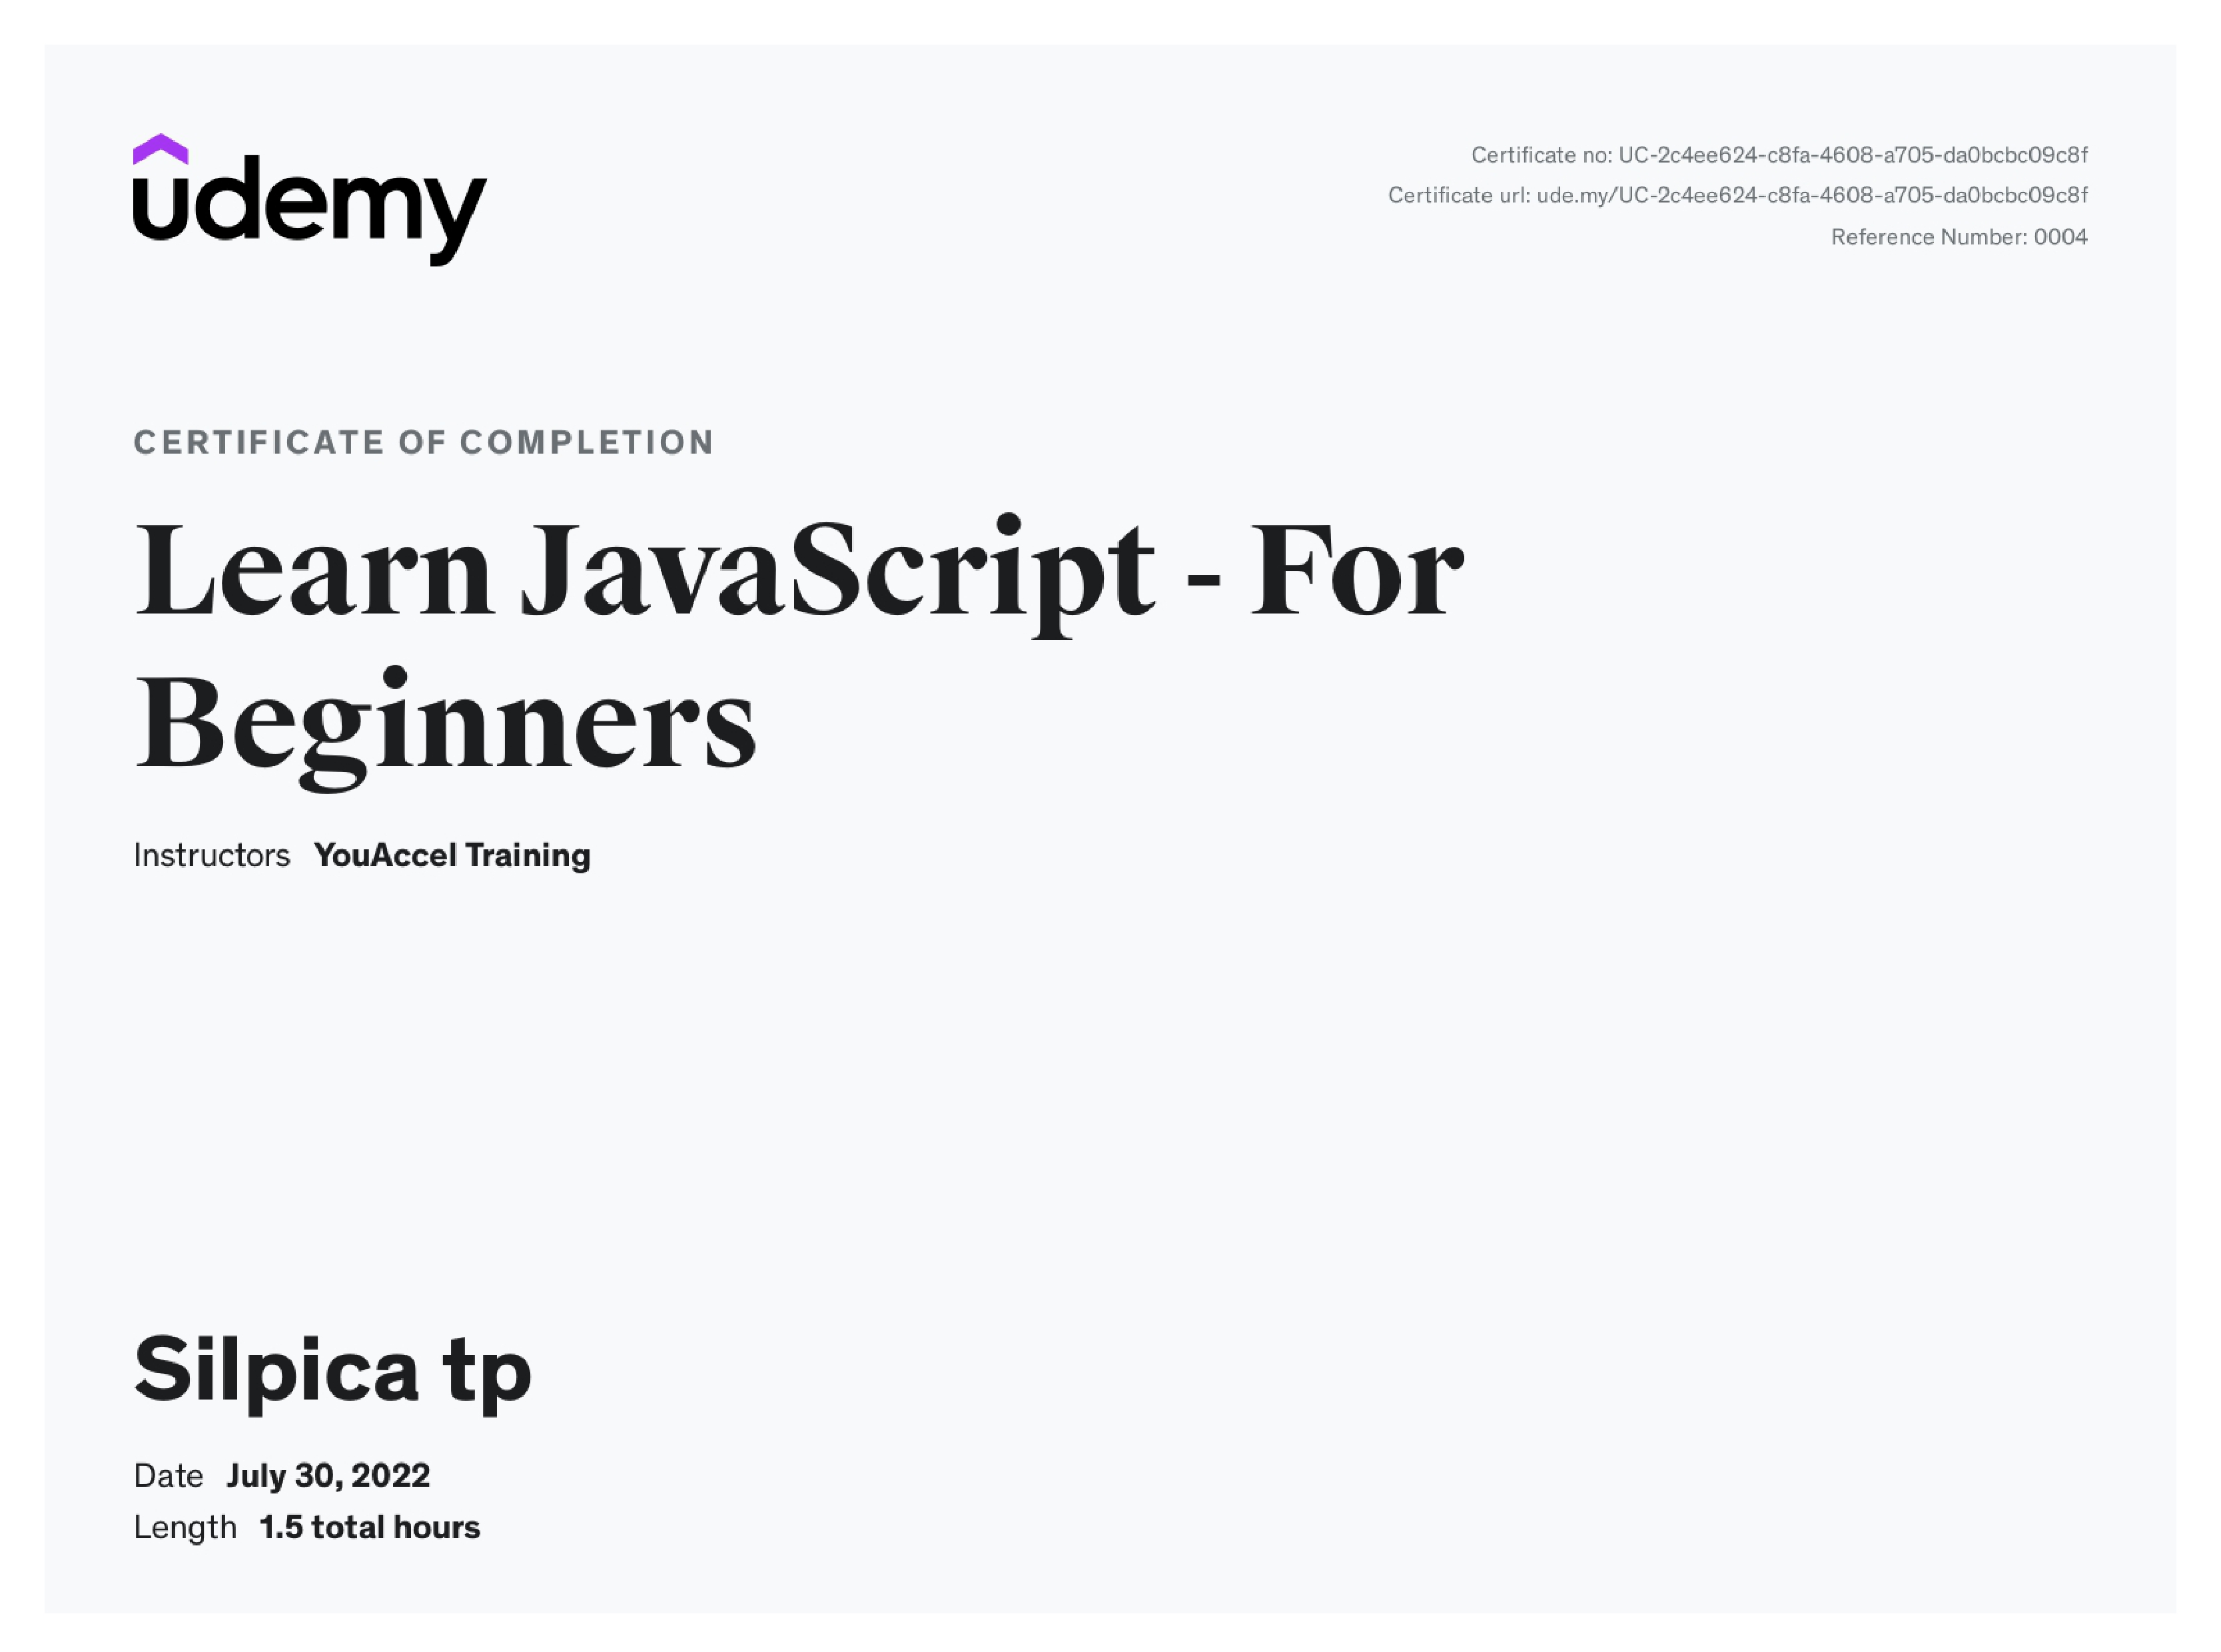 udemy
Certificate no: UC-2c4ee624-c8fa-4608-a705-da0bcbc09c8f
Certificate url: ude.my/UC-2c4ee624-c8fa-4608-a705-da0bcbc09c8f
Reference Number: 0004
CERTIFICATE OF COMPLETION
Learn JavaScript - For
Beginners
Instructors YouAccel Training
Silpica tp
Date July 30, 2022
Length 1.5 total hours